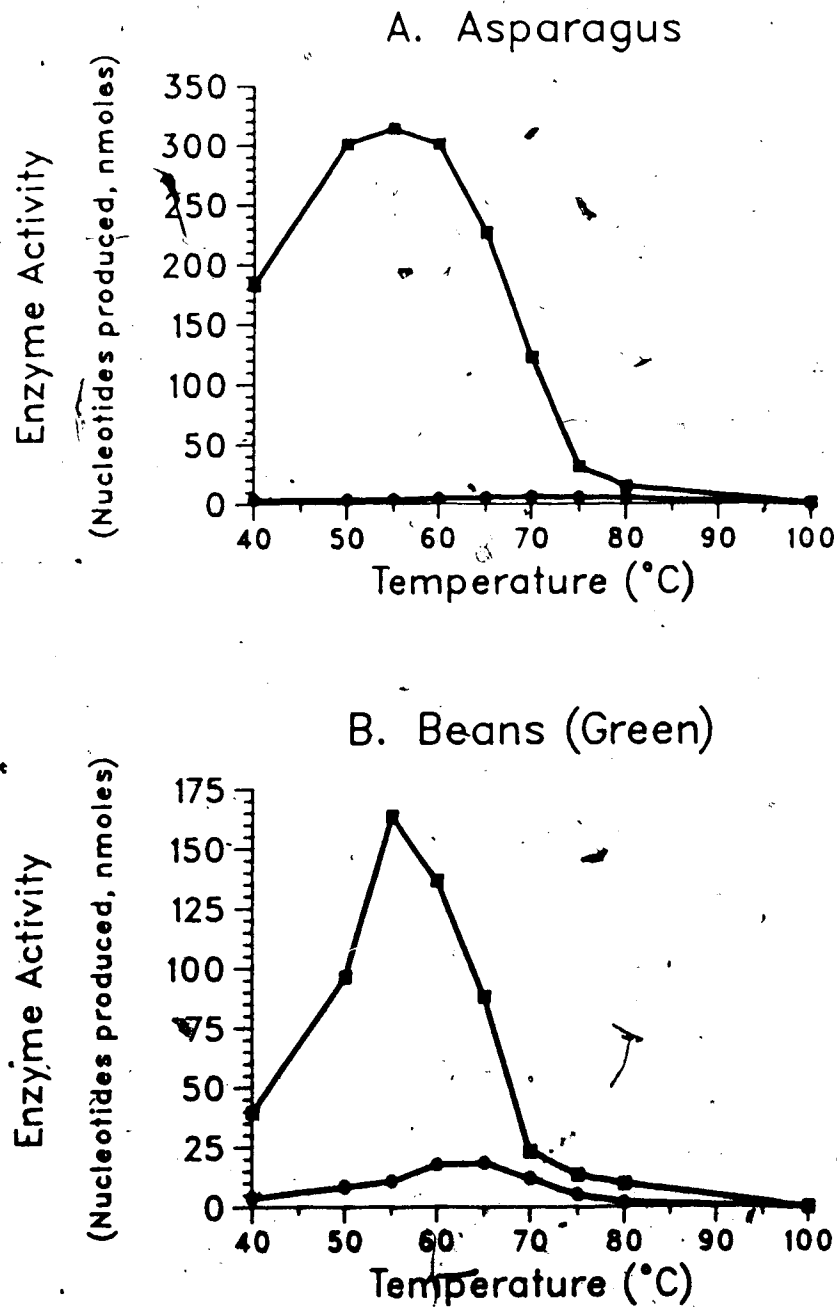 A. Asparagus
Enzyme Activity
(Nucleotides produced, nmoles)
350
300
250
200
150
100
50
0
40 50 60 70 80 90 100
Temperature (°C)
B. Beans (Green)
Enzyme Activity
(Nucleotides produced, nmoles)
175
150
125
100
75
50
25
0
40 50 60 70 80 90 100
Temperature (°C)